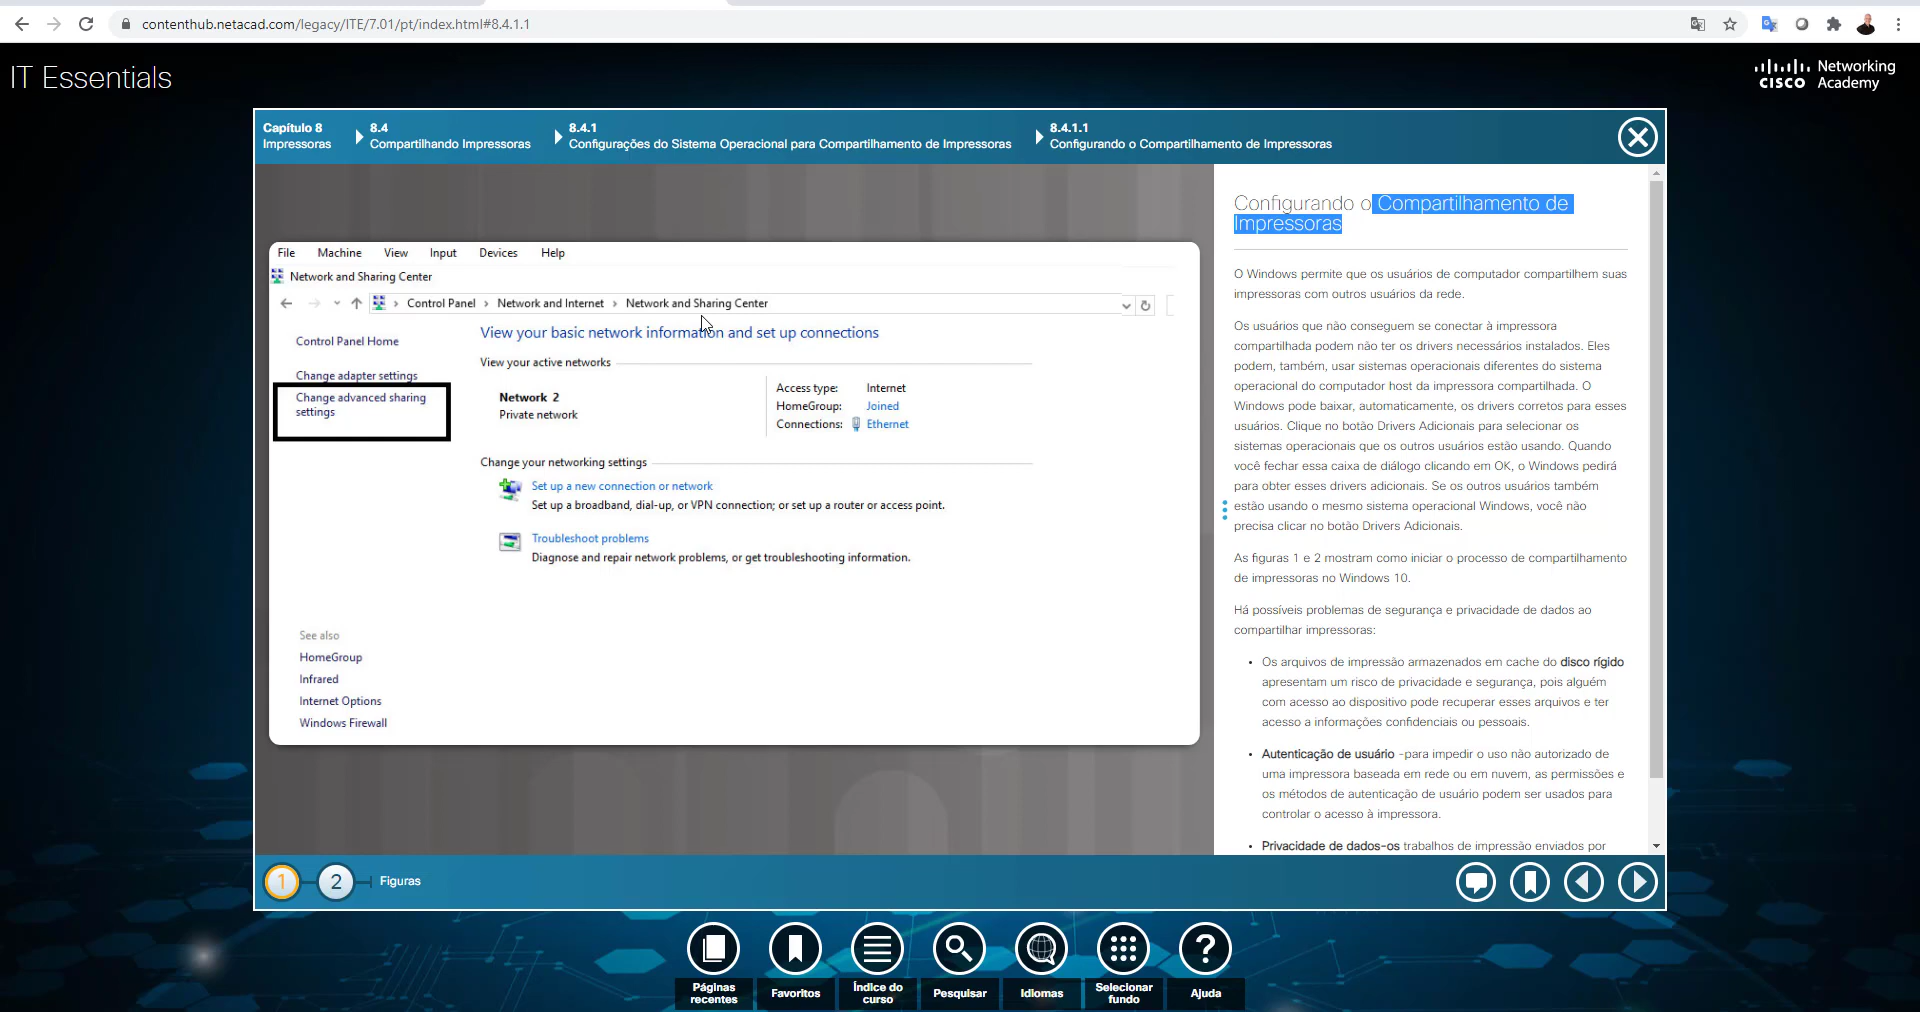 contenthub.netacad.com/legacy/ITE/7.01/pt/index.html#8.4.1.1
IT Essentials
Networking
CISCO Academy
Capítulo 8
Impressoras
8.4
Compartilhando Impressoras
8.4.1
Configurações do Sistema Operacional para Compartilhamento de Impressoras
8.4.1.1
Configurando o Compartilhamento de Impressoras
File Machine View Input Devices Help
Network and Sharing Center
Control Panel > Network and Internet > Network and Sharing Center
Control Panel Home
Change adapter settings
Change advanced sharing
settings
View your basic network information and set up connections
View your active networks
Network 2
Private network
Access type: Internet
HomeGroup: Joined
Connections: Ethernet
Change your networking settings
Set up a new connection or network
Set up a broadband, dial-up, or VPN connection; or set up a router or access point.
Troubleshoot problems
Diagnose and repair network problems, or get troubleshooting information.
See also
HomeGroup
Infrared
Internet Options
Windows Firewall
Configurando o Compartilhamento de
Impressoras
O Windows permite que os usuários de computador compartilhem suas
impressoras com outros usuários da rede.
Os usuários que não conseguem se conectar à impressora
compartilhada podem não ter os drivers necessários instalados. Eles
podem, também, usar sistemas operacionais diferentes do sistema
operacional do computador host da impressora compartilhada. O
Windows pode baixar, automaticamente, os drivers corretos para esses
usuários. Clique no botão Drivers Adicionais para selecionar os
sistemas operacionais que os outros usuários estão usando. Quando
você fechar essa caixa de diálogo clicando em OK, o Windows pedirá
para obter esses drivers adicionais. Se os outros usuários também
estão usando o mesmo sistema operacional Windows, você não
precisa clicar no botão Drivers Adicionais.
As figuras 1 e 2 mostram como iniciar o processo de compartilhamento
de impressoras no Windows 10.
Há possíveis problemas de segurança e privacidade de dados ao
compartilhar impressoras:
• Os arquivos de impressão armazenados em cache do disco rígido
apresentam um risco de privacidade e segurança, pois alguém
com acesso ao dispositivo pode recuperar esses arquivos e ter
acesso a informações confidenciais ou pessoais.
• Autenticação de usuário -para impedir o uso não autorizado de
uma impressora baseada em rede ou em nuvem, as permissões e
os métodos de autenticação de usuário podem ser usados para
controlar o acesso à impressora.
• Privacidade de dados-os trabalhos de impressão enviados por
1 2 Figuras
Páginas
recentes
Favoritos
Índice do
curso
Pesquisar
Idiomas
Selecionar
fundo
?
Ajuda